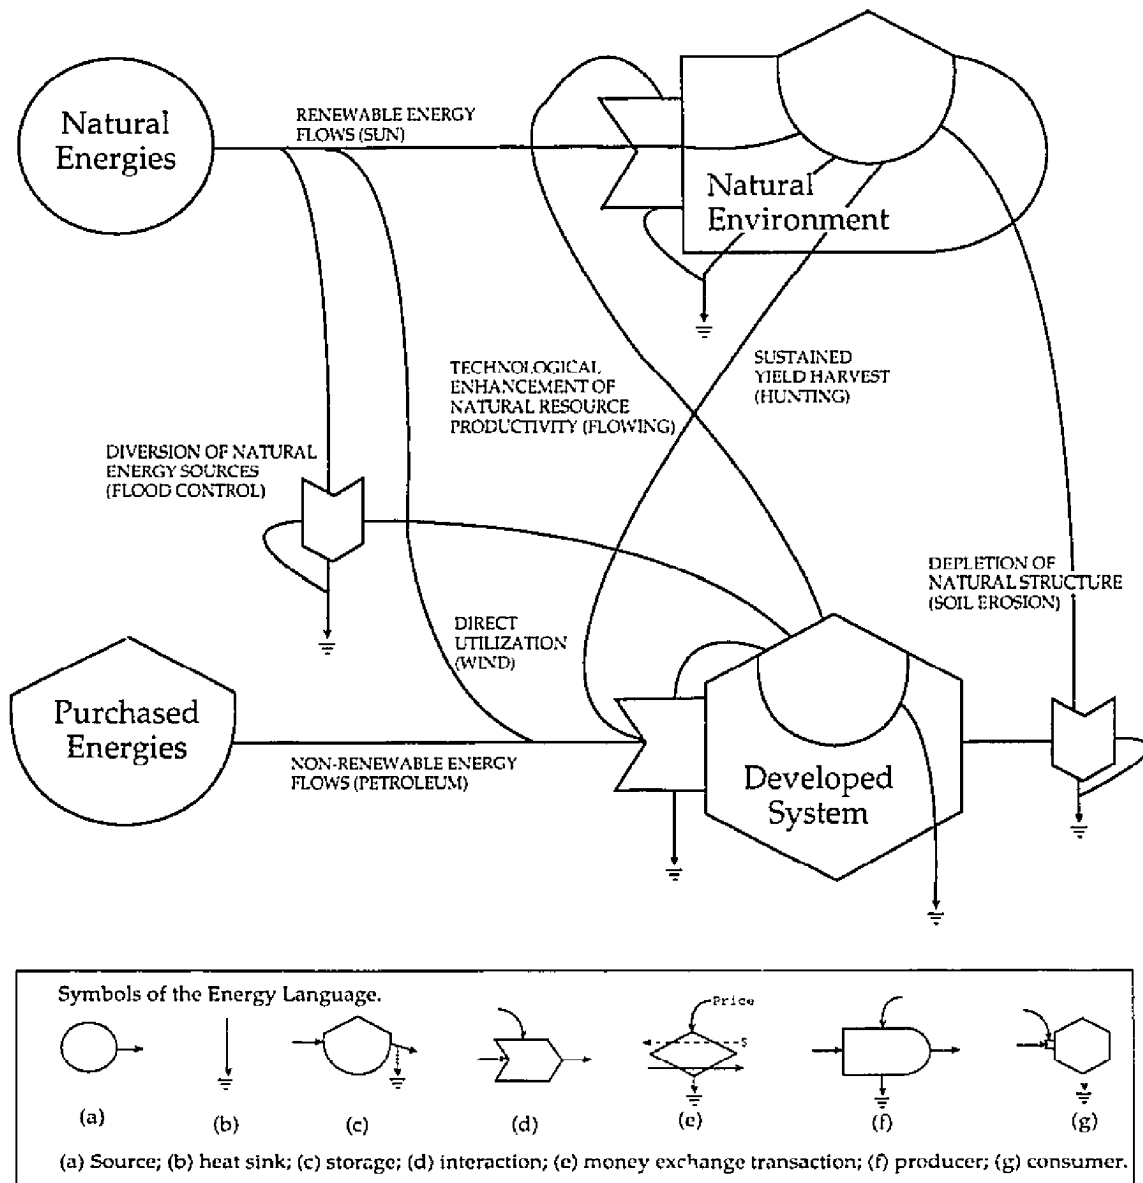 Natural
Energies
RENEWABLE ENERGY
FLOWS (SUN)
Natural
Environment
TECHNOLOGICAL
ENHANCEMENT OF
NATURAL RESOURCE
PRODUCTIVITY (FLOWING)
SUSTAINED
YIELD HARVEST
(HUNTING)
DIVERSION OF NATURAL
ENERGY SOURCES
(FLOOD CONTROL)
DEPLETION OF
NATURAL STRUCTURE
(SOIL EROSION)
DIRECT
UTILIZATION
(WIND)
Purchased
Energies
NON-RENEWABLE ENERGY
FLOWS (PETROLEUM)
Developed
System
Symbols of the Energy Language.
Price
$
(a) (b) (c) (d) (e) (f) (g)
(a) Source; (b) heat sink; (c) storage; (d) interaction; (e) money exchange transaction; (f) producer; (g) consumer.